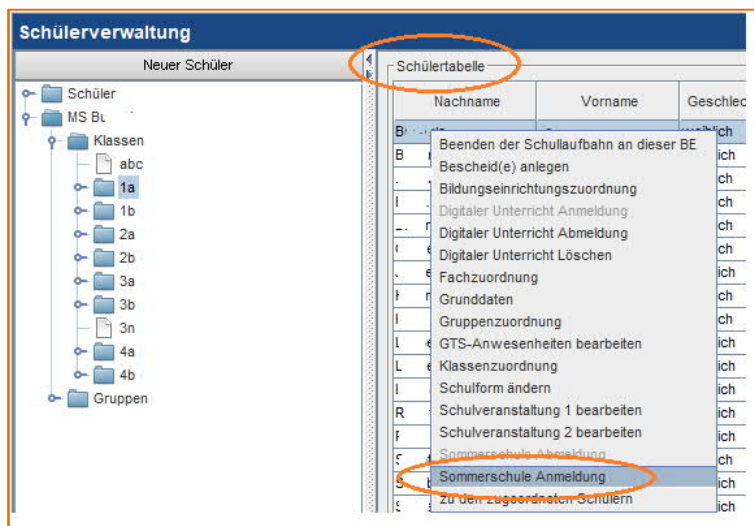 Schülerverwaltung
Neuer Schüler
Schüler
MS
Klassen
abc
1a
1b
2a
2b
3a
3b
3n
4a
4b
Gruppen
Schülertabelle
Nachname Vorname Geschlec
Beenden der Schullaufbahn an dieser BE
Bescheid(e) anlegen
Bildungseinrichtungszuordnung
Digitaler Unterricht Anmeldung
Digitaler Unterricht Abmeldung
Digitaler Unterricht Löschen
Fachzuordnung
Grunddaten
Gruppenzuordnung
GTS-Anwesenheiten bearbeiten
Klassenzuordnung
Schulform ändern
Schulveranstaltung 1 bearbeiten
Schulveranstaltung 2 bearbeiten
Sommerschule Abmeldung
Sommerschule Anmeldung
zu den zugeordneten Schülern